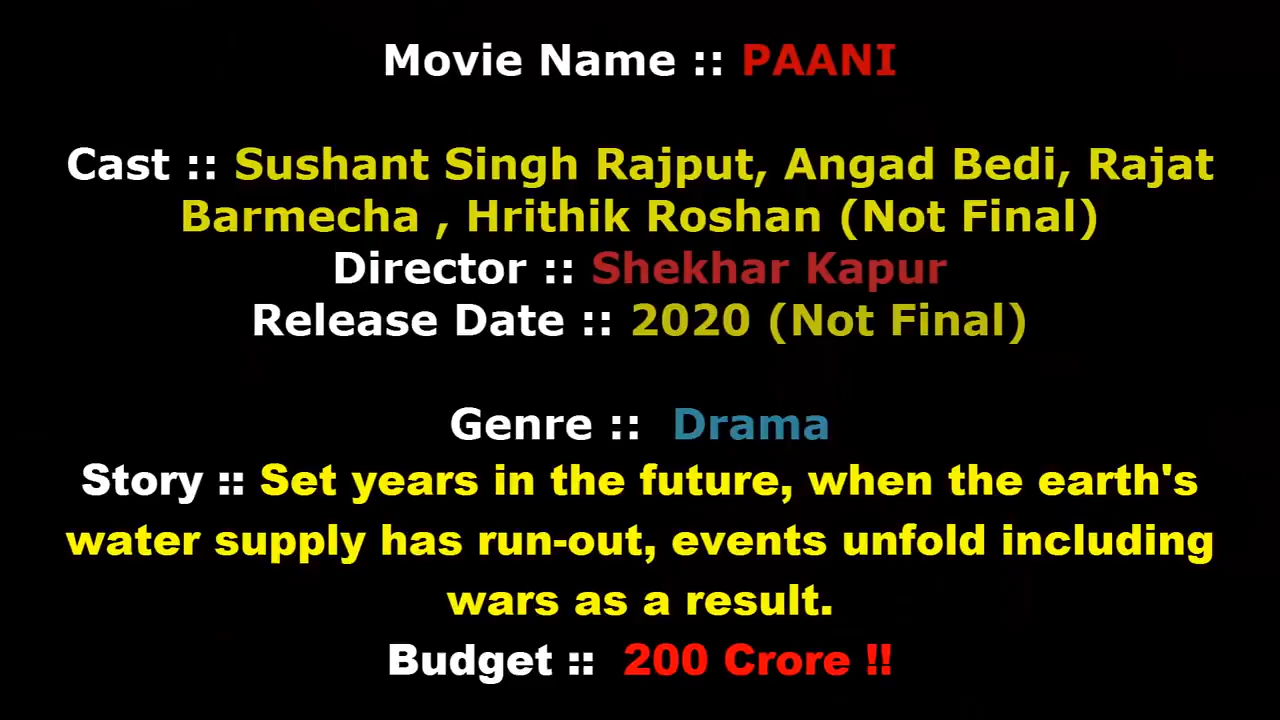 Movie Name :: PAANI
Cast :: Sushant Singh Rajput, Angad Bedi, Rajat
Barmecha , Hrithik Roshan (Not Final)
Director :: Shekhar Kapur
Release Date :: 2020 (Not Final)
Genre :: Drama
Story :: Set years in the future, when the earth's
water supply has run-out, events unfold including
wars as a result.
Budget :: 200 Crore !!